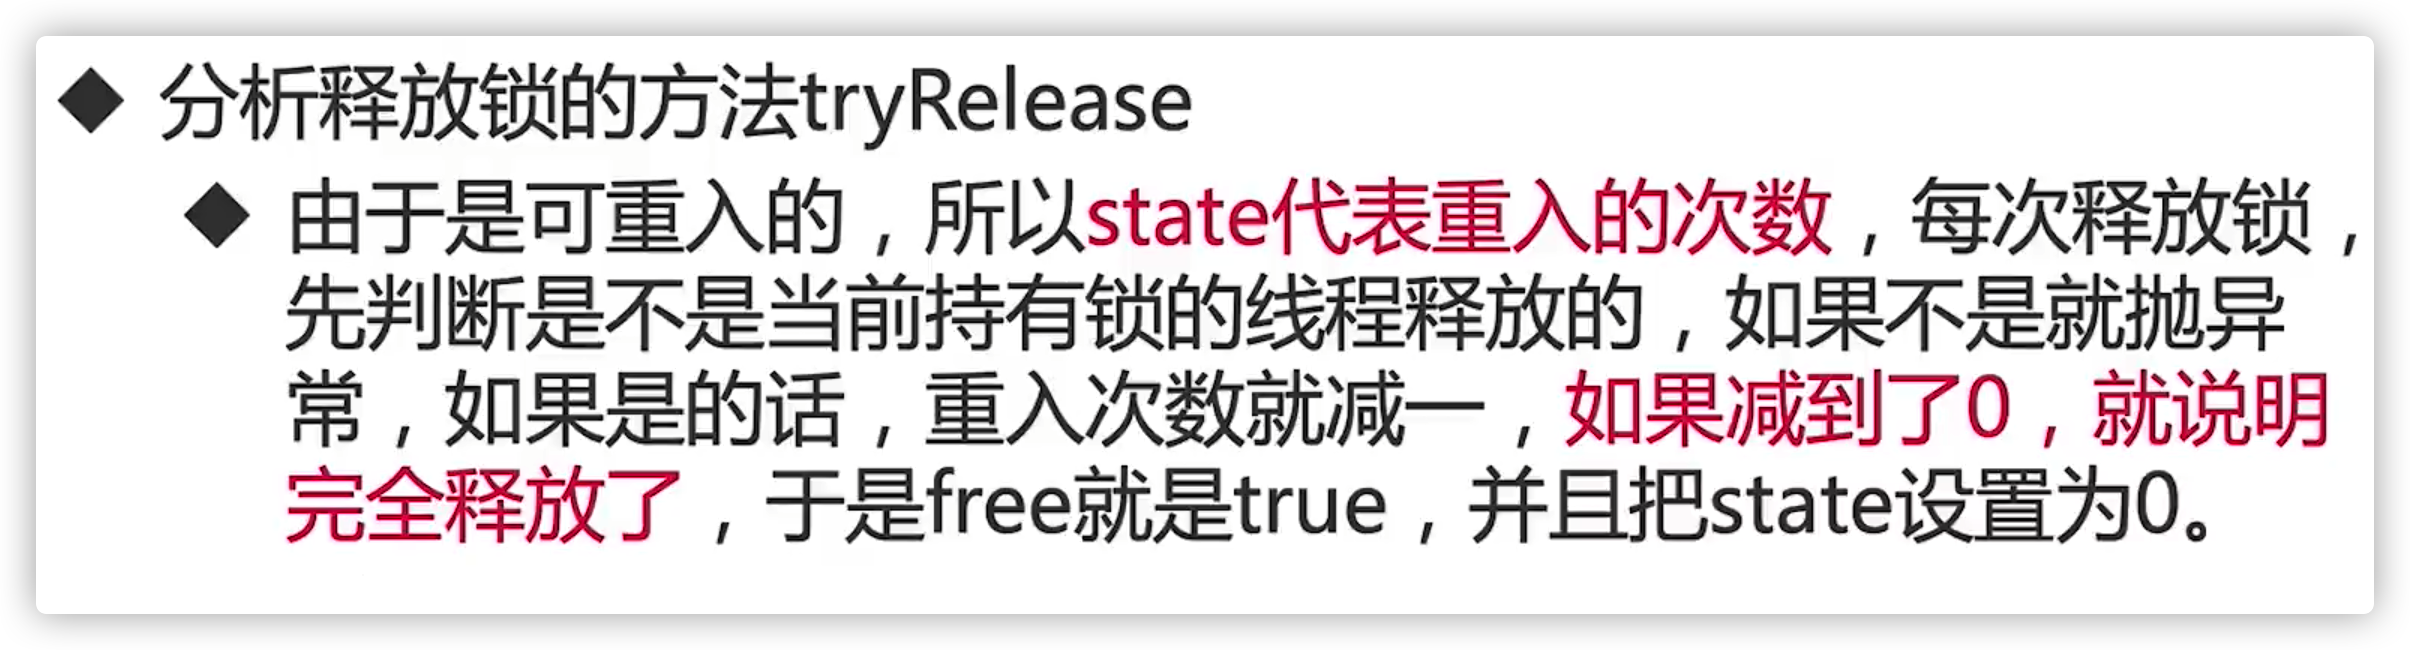 ◆ 分析释放锁的方法tryRelease
◆ 由于是可重入的，所以state代表重入的次数，每次释放锁，
先判断是不是当前持有锁的线程释放的，如果不是就抛异
常，如果是的话，重入次数就减一，如果减到了0，就说明
完全释放了，于是free就是true，并且把state设置为0。